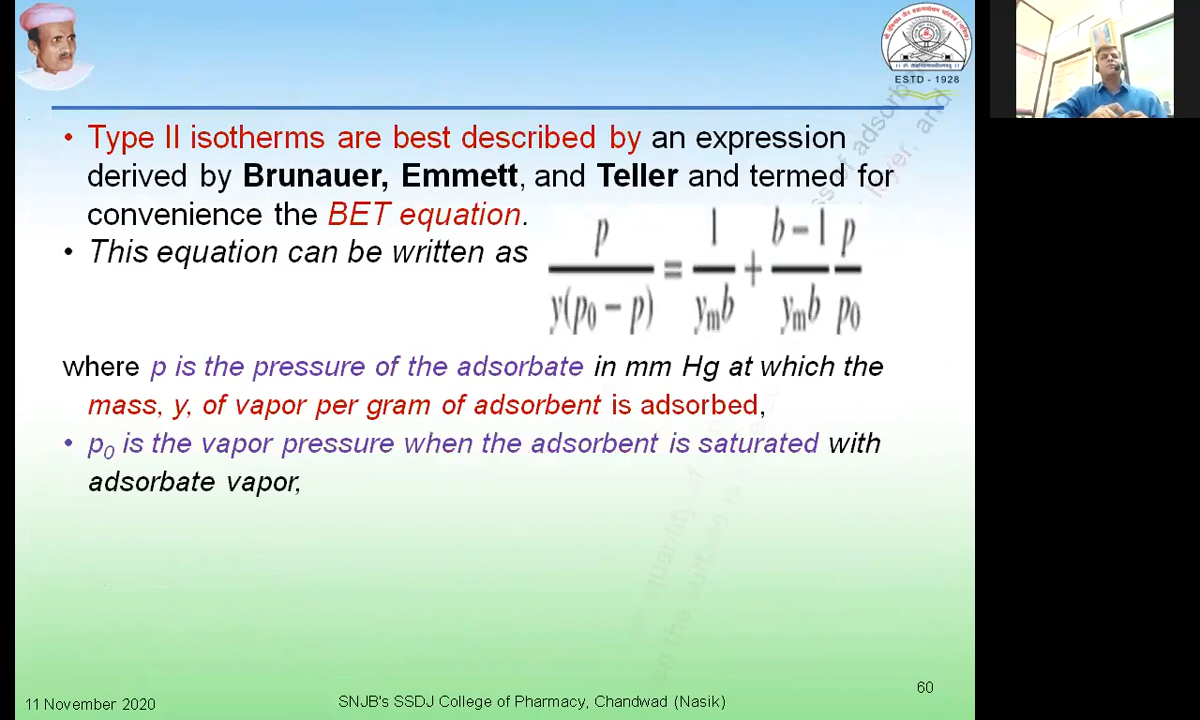 ESTD - 1928
• Type II isotherms are best described by an expression
derived by Brunauer, Emmett, and Teller and termed for
convenience the BET equation.
• This equation can be written as
p / y(p₀ − p) = 1 / yₘb + b − 1 / yₘb p / p₀
where p is the pressure of the adsorbate in mm Hg at which the
mass, y, of vapor per gram of adsorbent is adsorbed,
• p₀ is the vapor pressure when the adsorbent is saturated with
adsorbate vapor,
11 November 2020
SNJB's SSDJ College of Pharmacy, Chandwad (Nasik)
60